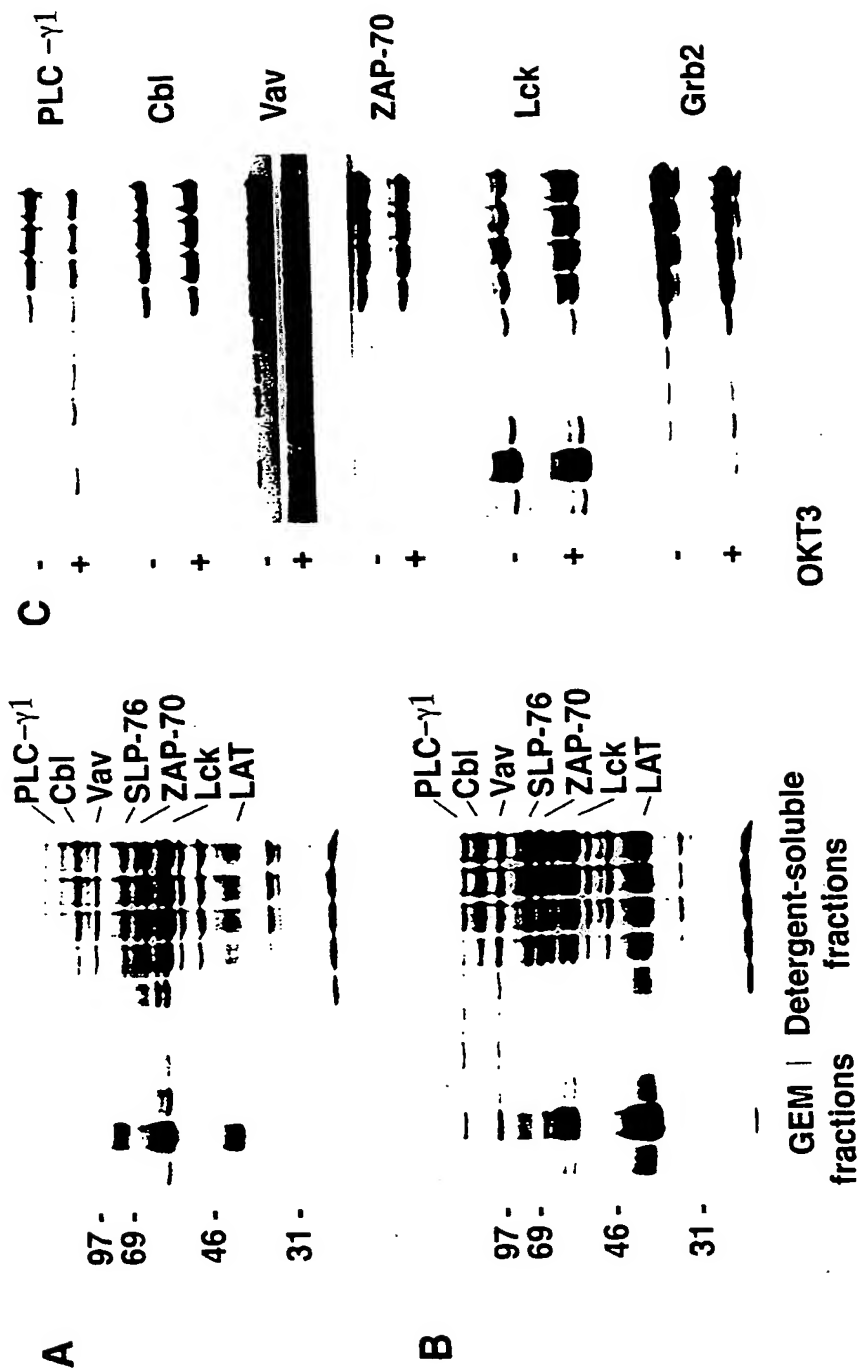 A
97 -
69 -
46 -
31 -
PLC-γ1
Cbl
Vav
SLP-76
ZAP-70
Lck
LAT
B
97 -
69 -
46 -
31 -
PLC-γ1
Cbl
Vav
SLP-76
ZAP-70
Lck
LAT
GEM | Detergent-soluble
fractions fractions
C
- PLC -γ1
+
- Cbl
+
- Vav
+
- ZAP-70
+
- Lck
+
- Grb2
+
OKT3